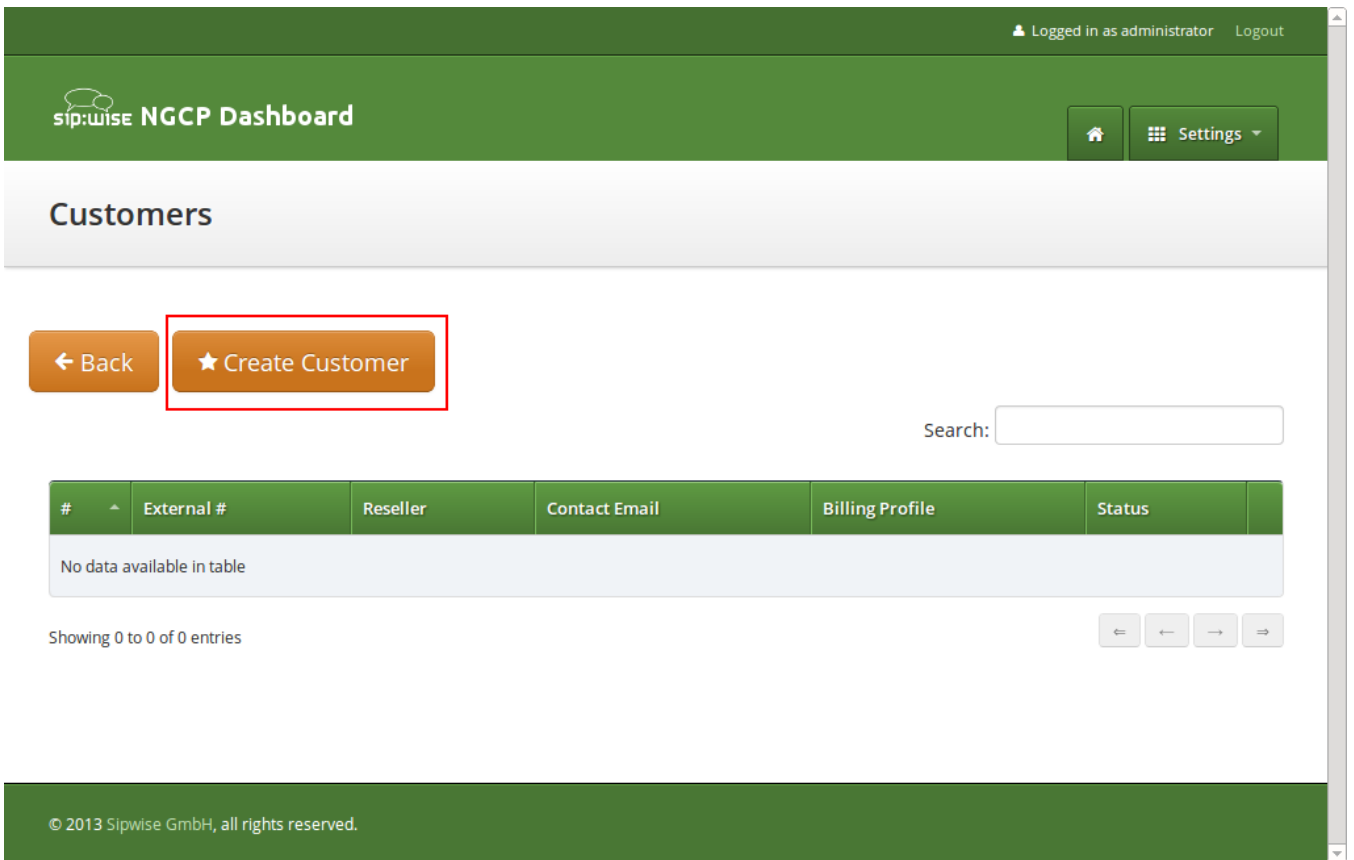 Logged in as administrator Logout
sip:wise NGCP Dashboard
Settings
Customers
Back
Create Customer
Search:
# External # Reseller Contact Email Billing Profile Status
No data available in table
Showing 0 to 0 of 0 entries
⇐ ← → ⇒
© 2013 Sipwise GmbH, all rights reserved.